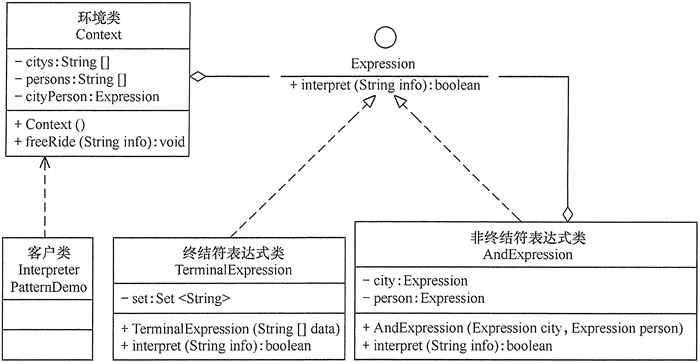 环境类
Context
- citys:String []
- persons:String []
- cityPerson:Expression
+ Context ()
+ freeRide (String info):void
Expression
+ interpret (String info):boolean
客户类
Interpreter
PatternDemo
终结符表达式类
TerminalExpression
- set:Set <String>
+ TerminalExpression (String [] data)
+ interpret (String info):boolean
非终结符表达式类
AndExpression
- city:Expression
- person:Expression
+ AndExpression (Expression city, Expression person)
+ interpret (String info):boolean